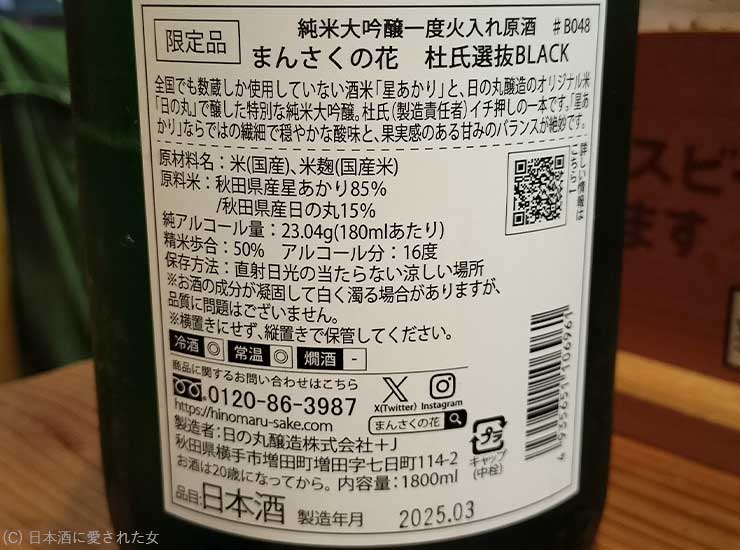 限定品
純米大吟醸一度火入れ原酒 #B048
まんさくの花 杜氏選抜BLACK
全国でも数蔵しか使用していない酒米「星あかり」と、日の丸醸造のオリジナル米
「日の丸」で醸した特別な純米大吟醸。杜氏(製造責任者)イチ押しの一本です。「星あ
かり」ならではの繊細で穏やかな酸味と、果実感のある甘みのバランスが絶妙です。
原材料名:米(国産)、米麹(国産米)
原料米:秋田県産星あかり85%
/秋田県産日の丸15%
純アルコール量:23.04g(180mlあたり)
精米歩合:50% アルコール分:16度
保存方法:直射日光の当たらない涼しい場所
※お酒の成分が凝固して白く濁る場合がありますが、
品質に問題はございません。
※横置きにせず、縦置きで保管してください。
冷酒 ◎ 常温 ◎ 燗酒 -
詳しい情報は
こちら!
商品に関するお問い合わせはこちら
0120-86-3987
https://hinomaru-sake.com
X(Twitter) Instagram
まんさくの花
製造者:日の丸醸造株式会社+J
秋田県横手市増田町増田字七日町114-2
お酒は20歳になってから。 内容量:1800ml
プラ
キャップ
(中栓)
品目:日本酒 製造年月 2025.03
スビー
ます
(C) 日本酒に愛された女